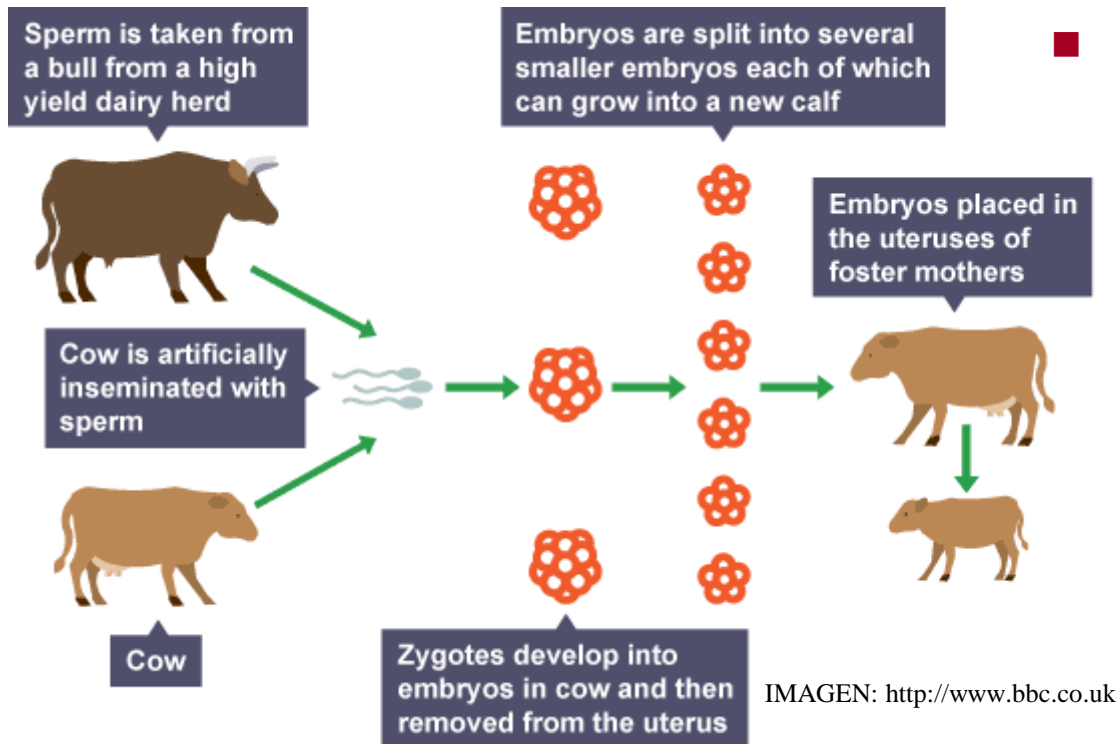 Sperm is taken from
a bull from a high
yield dairy herd
Embryos are split into several
smaller embryos each of which
can grow into a new calf
Embryos placed in
the uteruses of
foster mothers
Cow is artificially
inseminated with
sperm
Cow
Zygotes develop into
embryos in cow and then
removed from the uterus
IMAGEN: http://www.bbc.co.uk